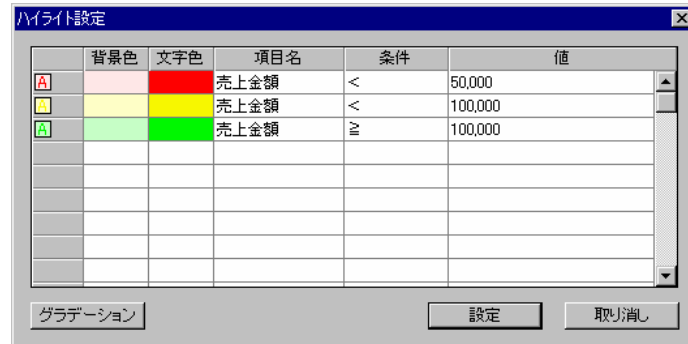 ハイライト設定
背景色 文字色 項目名 条件 値
A 売上金額 < 50,000
A 売上金額 < 100,000
A 売上金額 ≧ 100,000
グラデーション 設定 取り消し